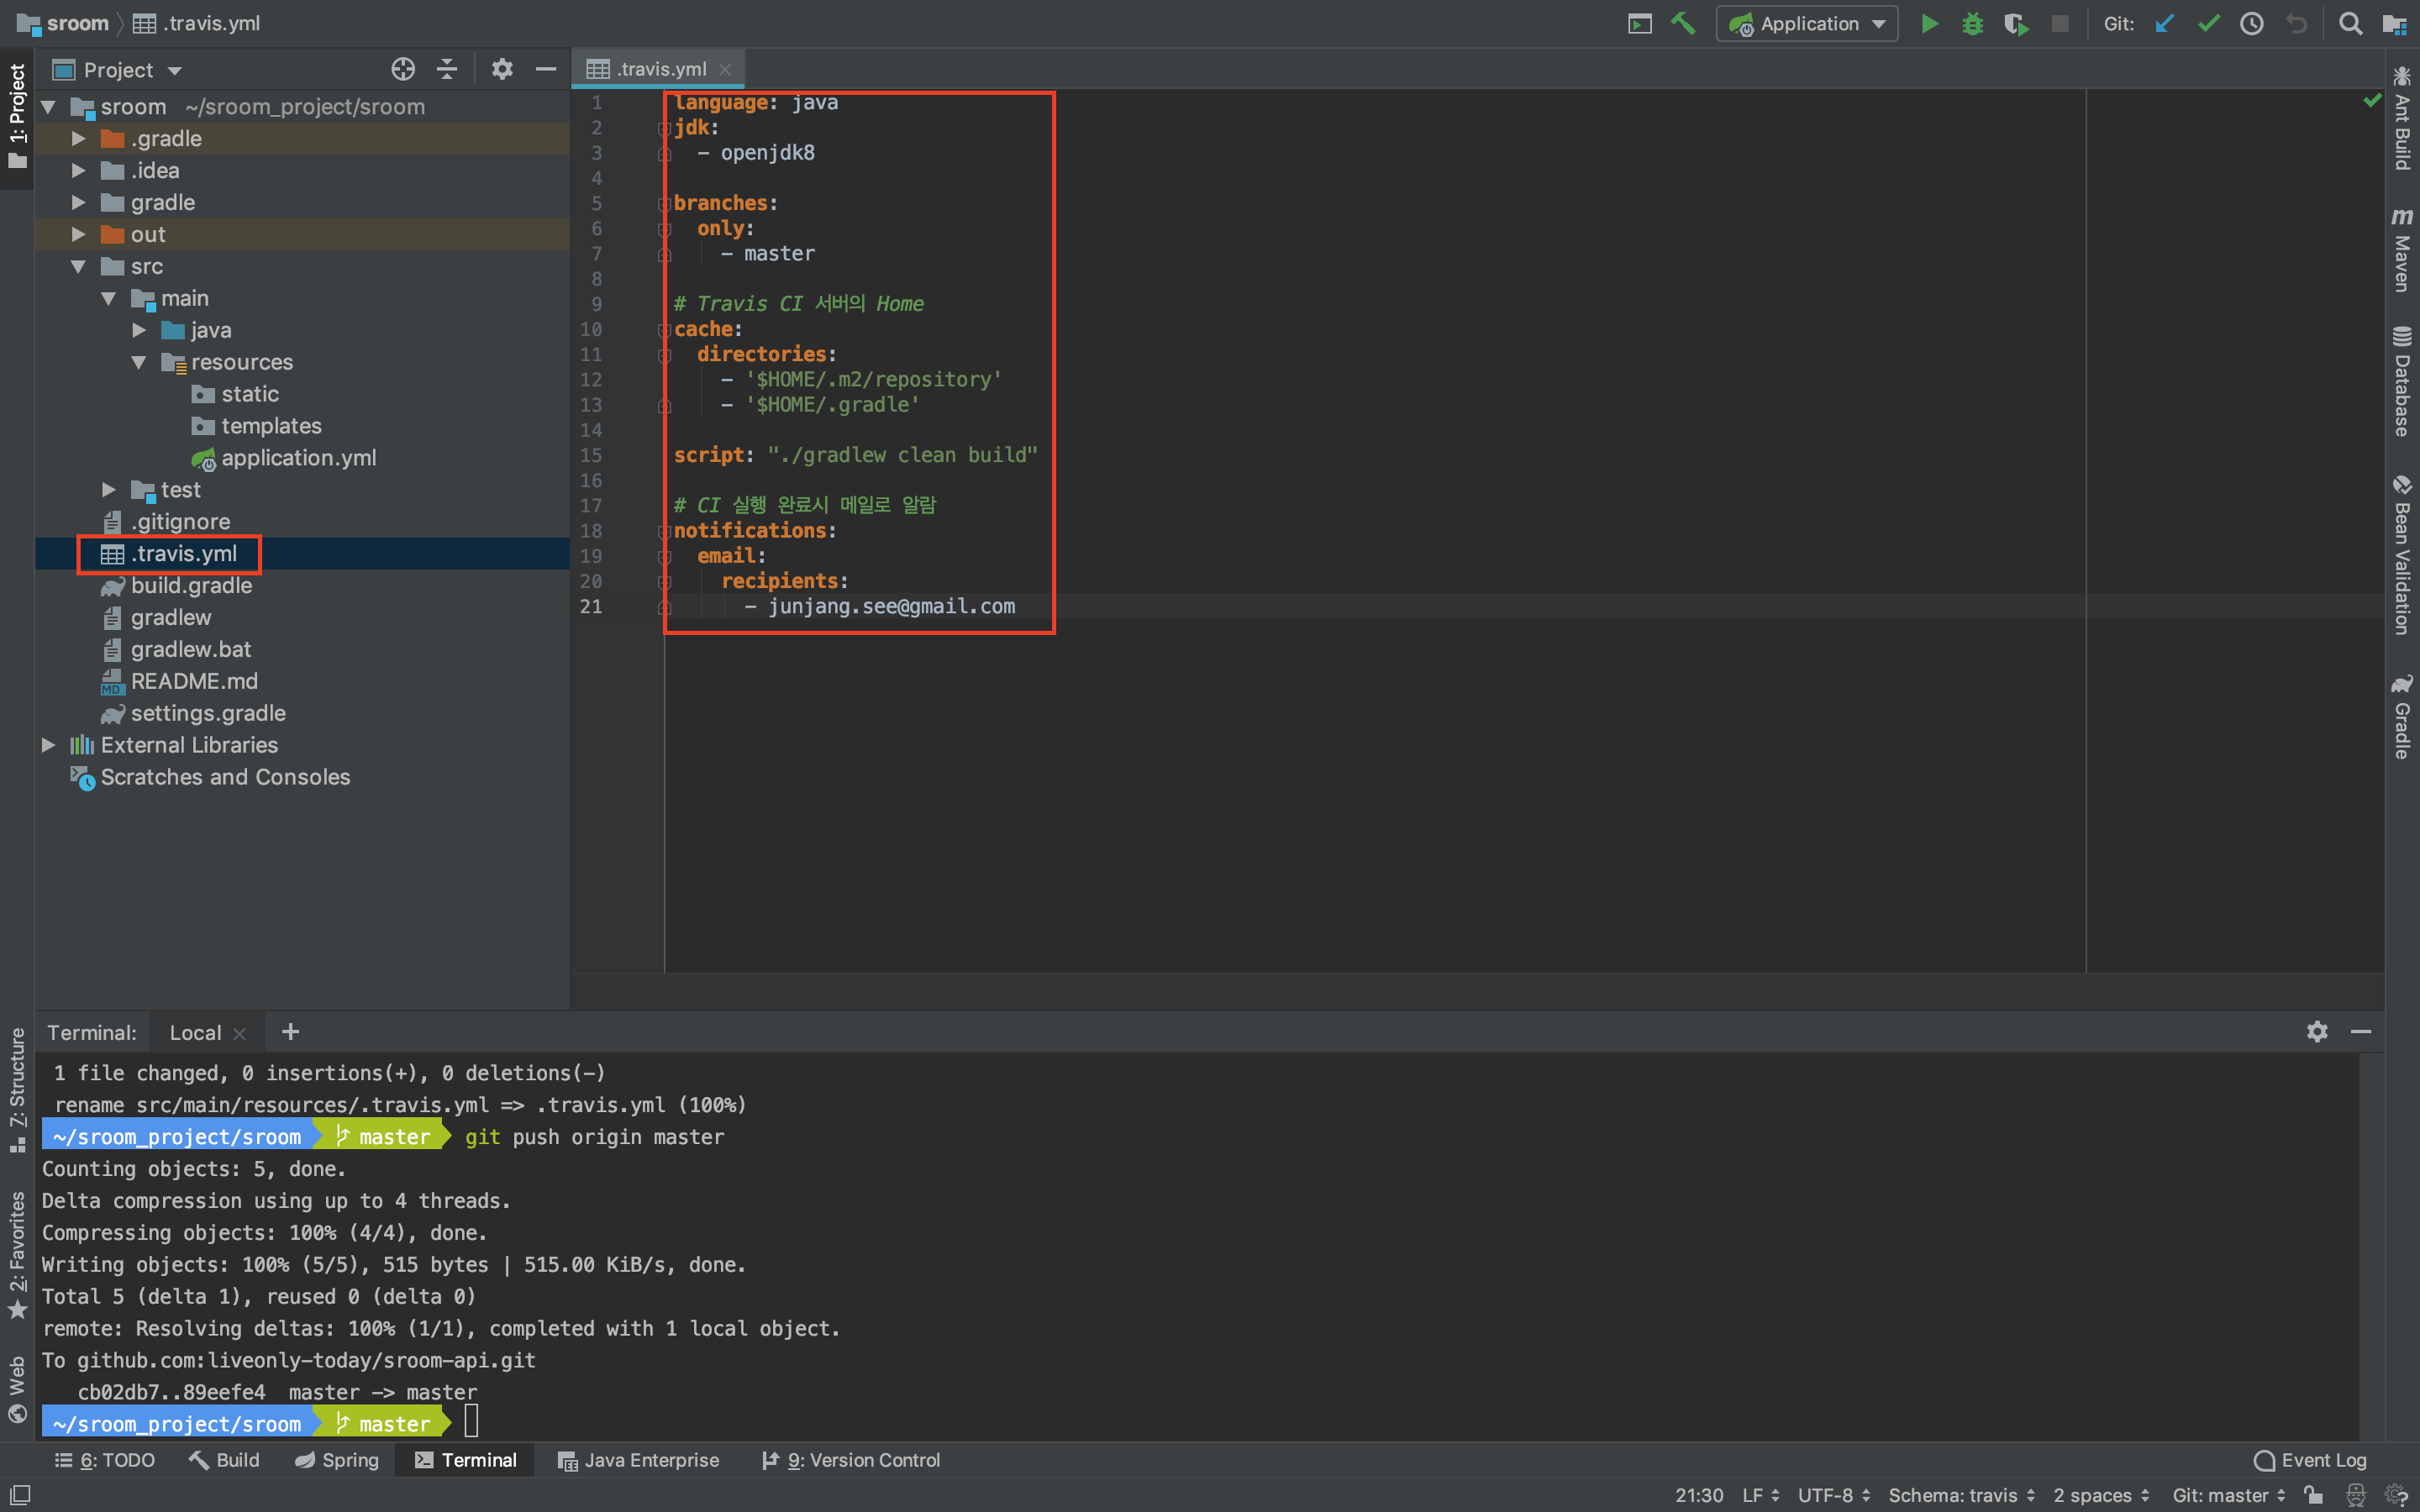 sroom .travis.yml Application Git:
Project
.travis.yml
1: Project
sroom ~/sroom_project/sroom
.gradle
.idea
gradle
out
src
main
java
resources
static
templates
application.yml
test
.gitignore
.travis.yml
build.gradle
gradlew
gradlew.bat
README.md
settings.gradle
External Libraries
Scratches and Consoles
1 language: java
2 jdk:
3 - openjdk8
4
5 branches:
6 only:
7 - master
8
9 # Travis CI 서버의 Home
10 cache:
11 directories:
12 - '$HOME/.m2/repository'
13 - '$HOME/.gradle'
14
15 script: "./gradlew clean build"
16
17 # CI 실행 완료시 메일로 알람
18 notifications:
19 email:
20 recipients:
21 - junjang.see@gmail.com
Ant Build
m Maven
Database
Bean Validation
Gradle
7: Structure
2: Favorites
Web
Terminal: Local
1 file changed, 0 insertions(+), 0 deletions(-)
rename src/main/resources/.travis.yml => .travis.yml (100%)
~/sroom_project/sroom master git push origin master
Counting objects: 5, done.
Delta compression using up to 4 threads.
Compressing objects: 100% (4/4), done.
Writing objects: 100% (5/5), 515 bytes | 515.00 KiB/s, done.
Total 5 (delta 1), reused 0 (delta 0)
remote: Resolving deltas: 100% (1/1), completed with 1 local object.
To github.com:liveonly-today/sroom-api.git
cb02db7..89eefe4 master -> master
~/sroom_project/sroom master
6: TODO Build Spring Terminal Java Enterprise 9: Version Control Event Log
21:30 LF UTF-8 Schema: travis 2 spaces Git: master